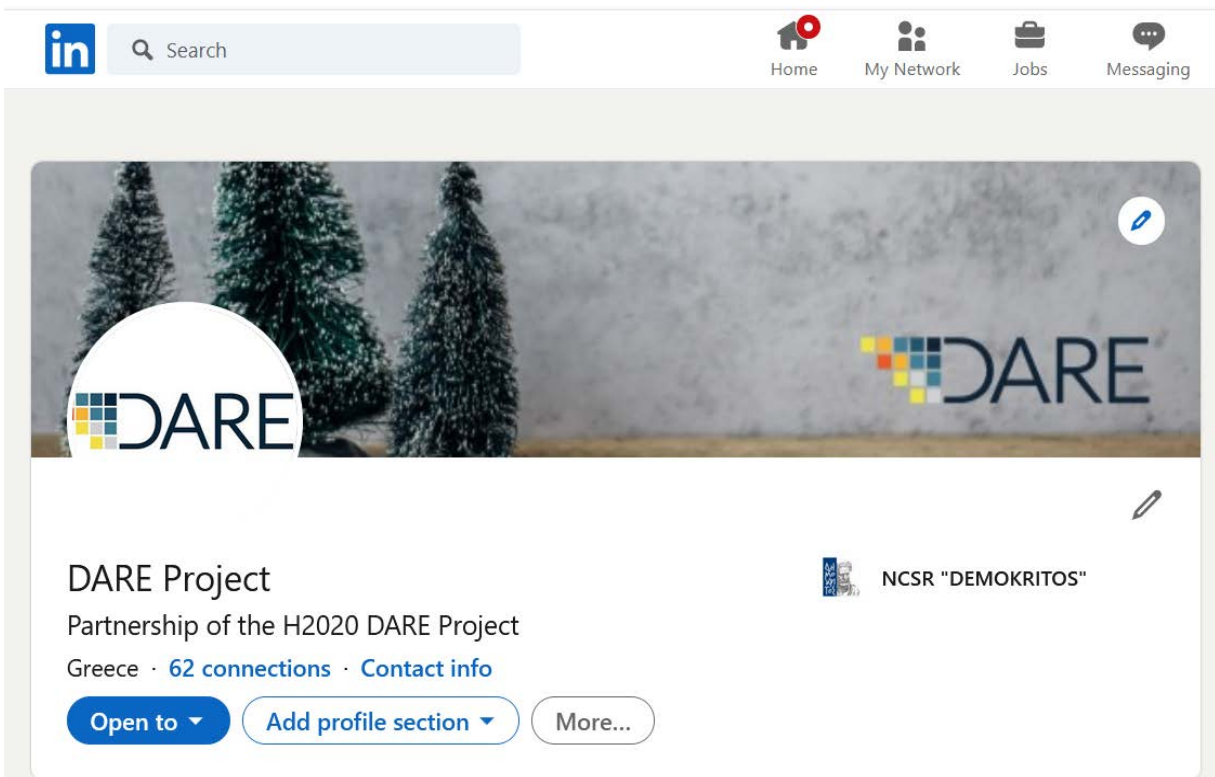 in
Search
Home
My Network
Jobs
Messaging
DARE
DARE
DARE Project
NCSR "DEMOKRITOS"
Partnership of the H2020 DARE Project
Greece · 62 connections · Contact info
Open to
Add profile section
More...